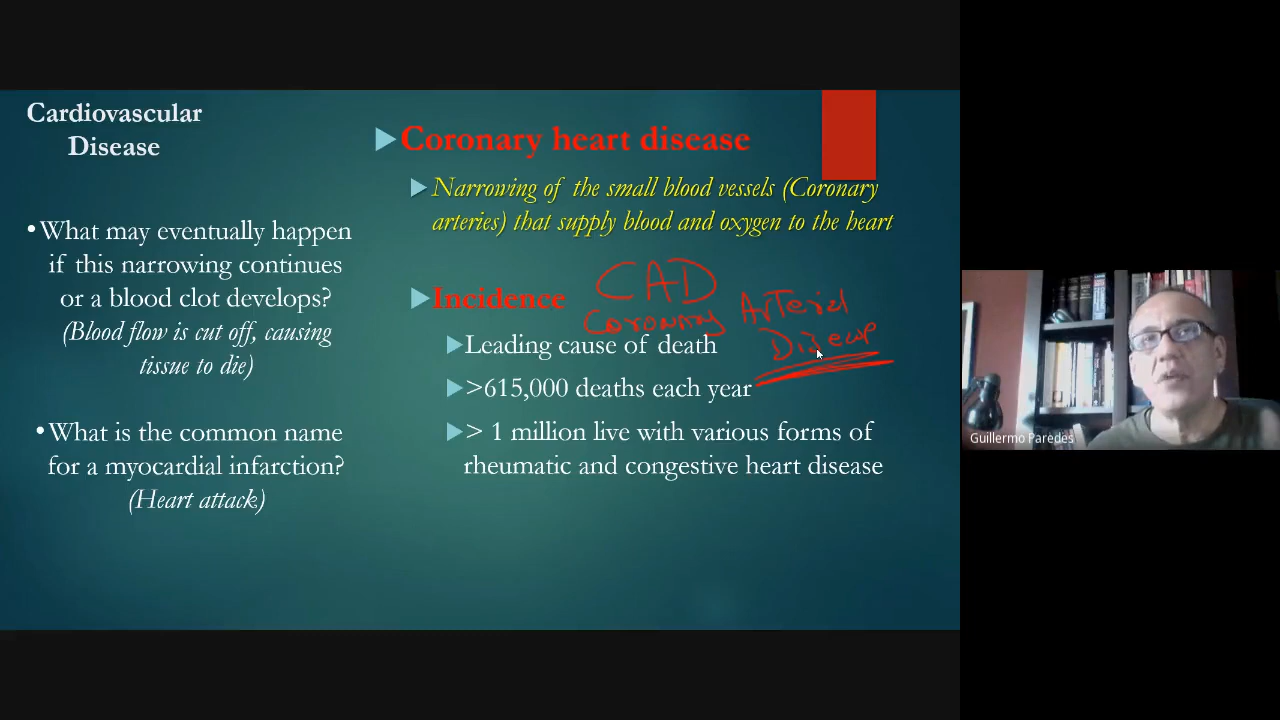 Cardiovascular
Disease
•What may eventually happen
if this narrowing continues
or a blood clot develops?
(Blood flow is cut off, causing
tissue to die)
•What is the common name
for a myocardial infarction?
(Heart attack)
Coronary heart disease
Narrowing of the small blood vessels (Coronary
arteries) that supply blood and oxygen to the heart
CAD
Coronary Arterial
Disease
Incidence
Leading cause of death
>615,000 deaths each year
> 1 million live with various forms of
rheumatic and congestive heart disease
Guillermo Paredes